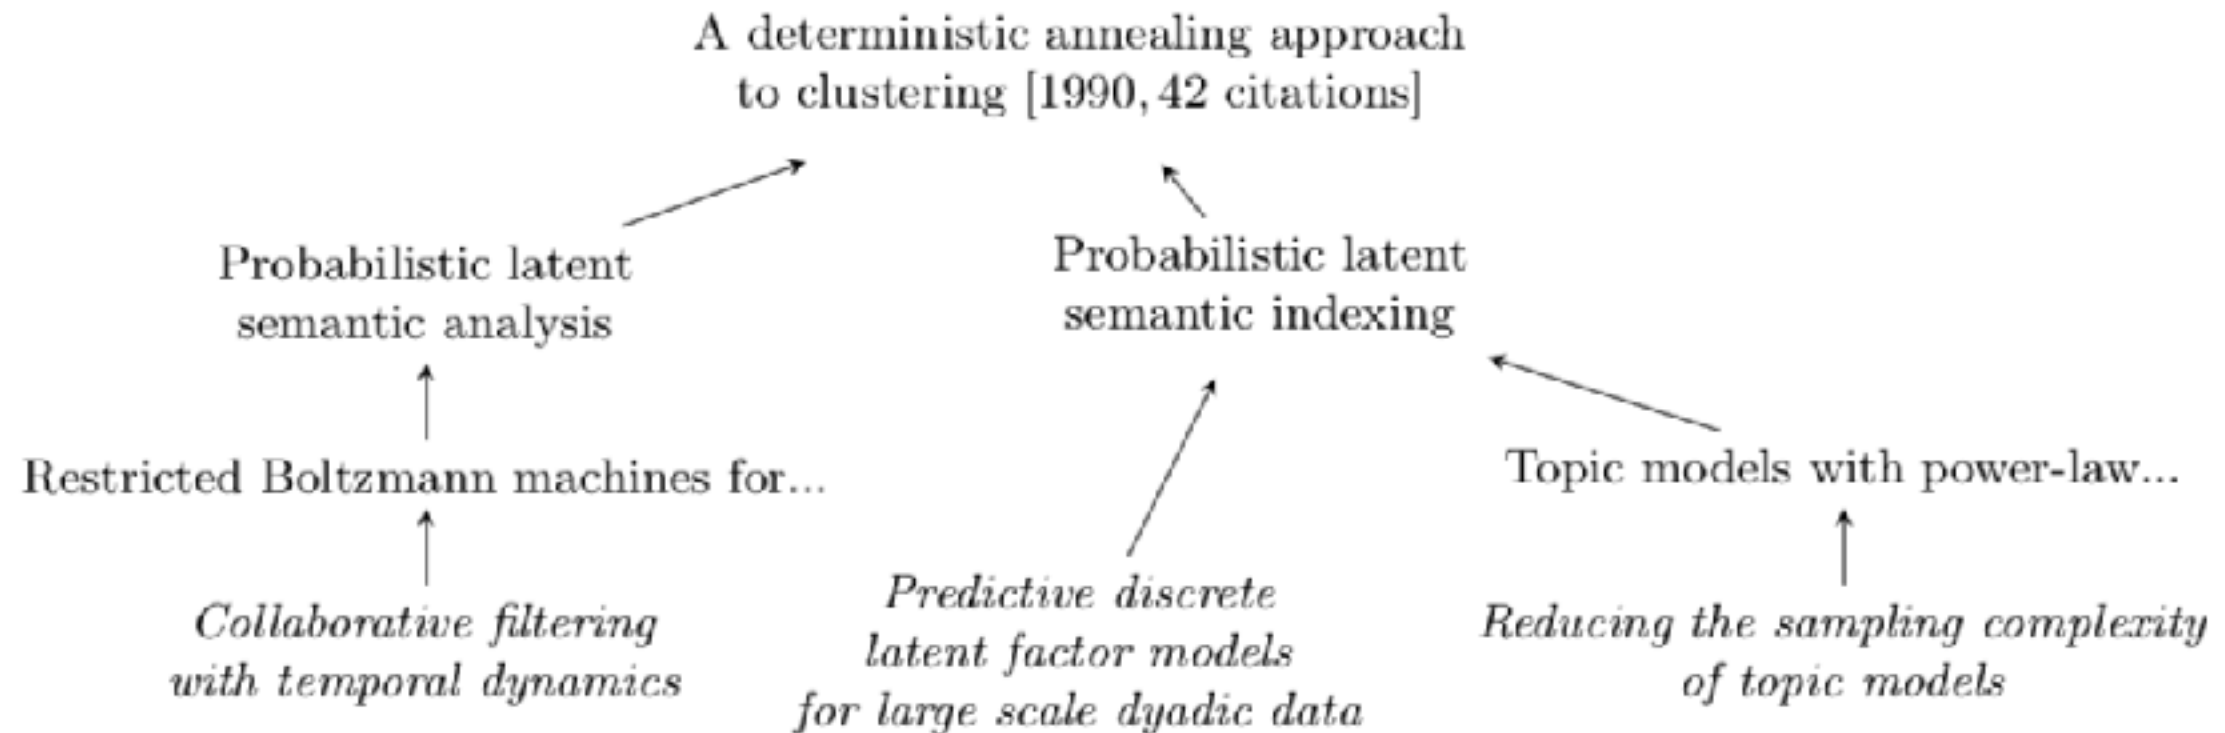 A deterministic annealing approach
to clustering [1990, 42 citations]
Probabilistic latent
semantic analysis
Probabilistic latent
semantic indexing
Restricted Boltzmann machines for...
Topic models with power-law...
Collaborative filtering
with temporal dynamics
Predictive discrete
latent factor models
for large scale dyadic data
Reducing the sampling complexity
of topic models